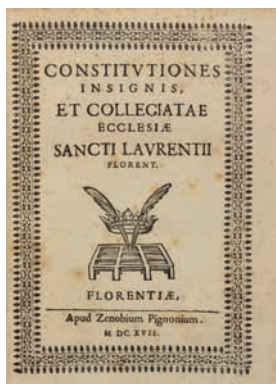 CONSTITVTIONES
INSIGNIS,
ET COLLEGIATAE
ECCLESIÆ
SANCTI LAVRENTII
FLORENT.
FLORENTIÆ,
Apud Zenobium Pignonium.
M DC. XVII.